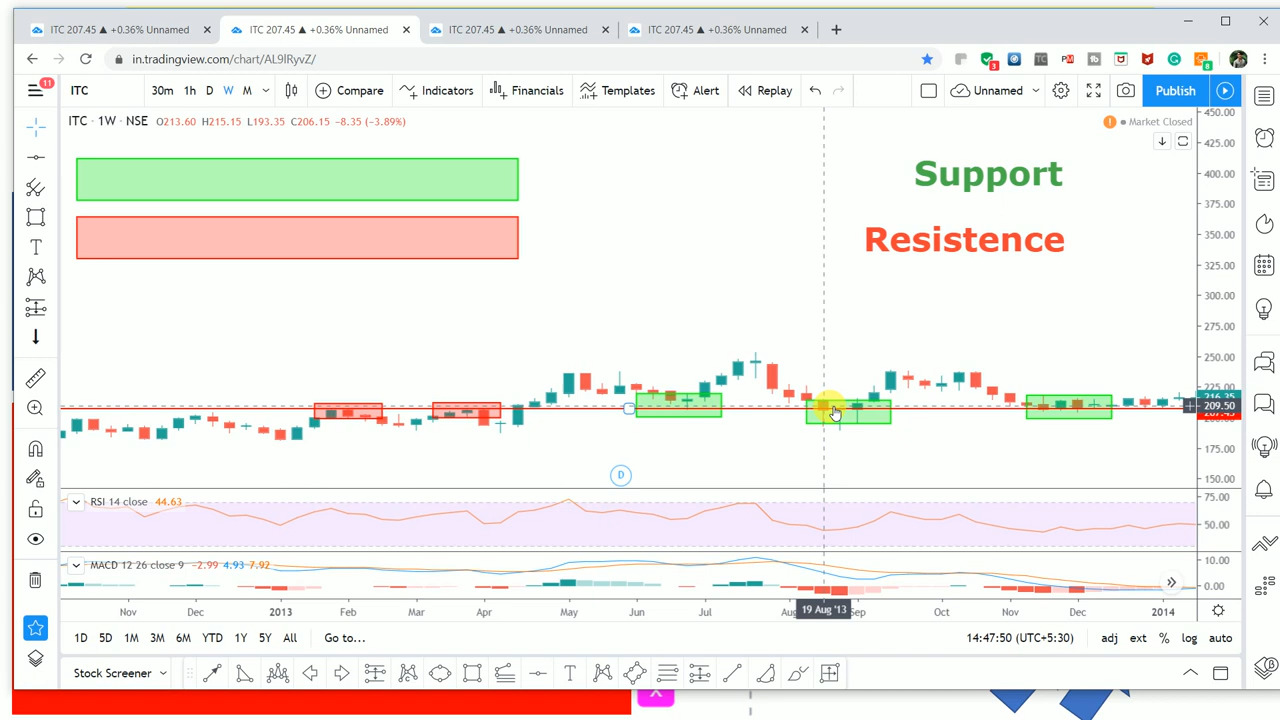 ITC 207.45 ▲ +0.36% Unnamed
ITC 207.45 ▲ +0.36% Unnamed
ITC 207.45 ▲ +0.36% Unnamed
ITC 207.45 ▲ +0.36% Unnamed
in.tradingview.com/chart/AL9lRyvZ/
3
TC
PM
8
11
ITC
30m
1h
D
W
M
Compare
Indicators
Financials
Templates
Alert
Replay
Unnamed
Publish
ITC · 1W · NSE O213.60 H215.15 L193.35 C206.15 -8.35 (-3.89%)
Market Closed
Support
Resistence
450.00
425.00
400.00
375.00
350.00
325.00
300.00
275.00
250.00
225.00
216.35
209.50
175.00
150.00
D
RSI 14 close 44.63
75.00
50.00
MACD 12 26 close 9 -2.99 4.93 7.92
10.00
0.00
Nov
Dec
2013
Feb
Mar
Apr
May
Jun
Jul
19 Aug '13
Oct
Nov
Dec
2014
1D 5D 1M 3M 6M YTD 1Y 5Y All Go to...
14:47:50 (UTC+5:30) adj ext % log auto
Stock Screener